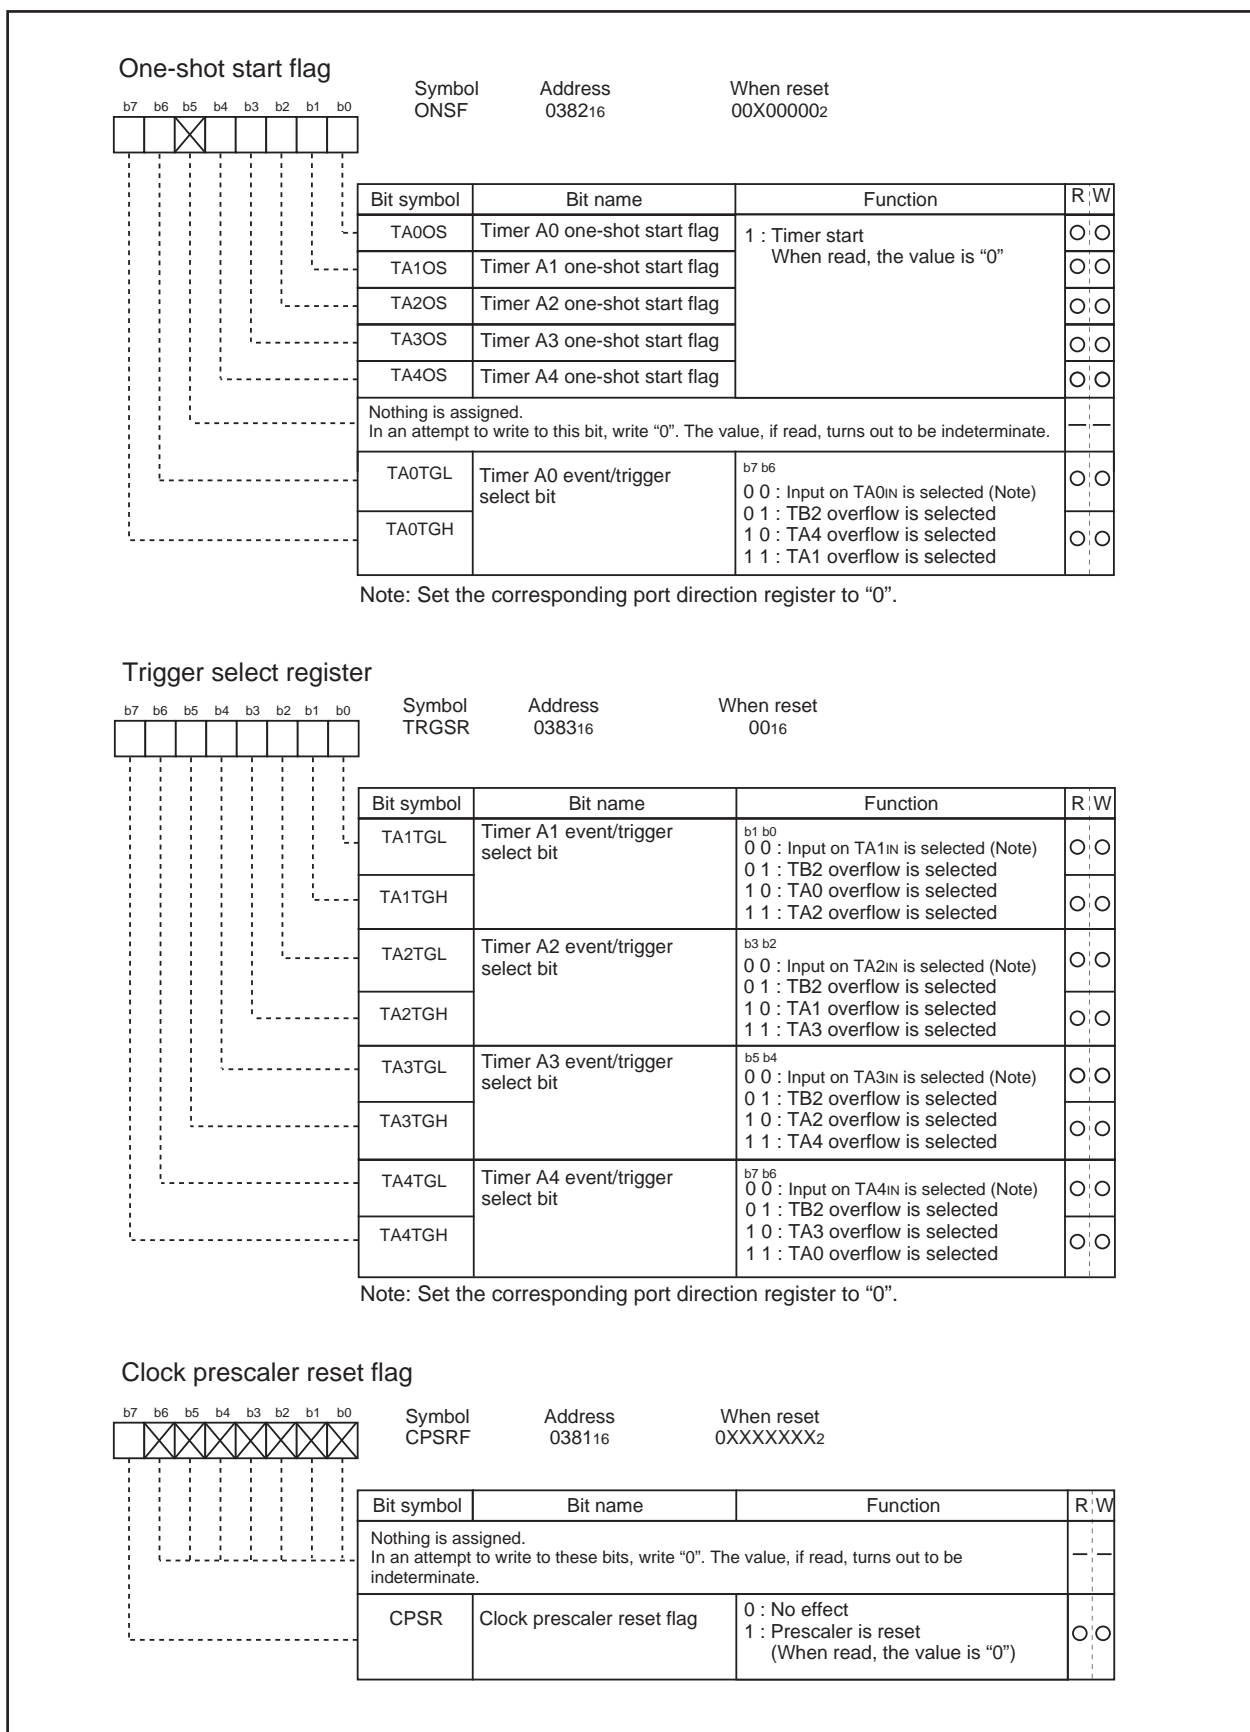 One-shot start flag
Symbol Address When reset
ONSF 038216 00X000002
b7 b6 b5 b4 b3 b2 b1 b0
Bit symbol Bit name Function R W
TA0OS Timer A0 one-shot start flag 1 : Timer start
When read, the value is “0”
TA1OS Timer A1 one-shot start flag
TA2OS Timer A2 one-shot start flag
TA3OS Timer A3 one-shot start flag
TA4OS Timer A4 one-shot start flag
Nothing is assigned.
In an attempt to write to this bit, write “0”. The value, if read, turns out to be indeterminate.
TA0TGL Timer A0 event/trigger
select bit
b7 b6
0 0 : Input on TA0IN is selected (Note)
0 1 : TB2 overflow is selected
TA0TGH 1 0 : TA4 overflow is selected
1 1 : TA1 overflow is selected
Note: Set the corresponding port direction register to “0”.
Trigger select register
Symbol Address When reset
TRGSR 038316 0016
b7 b6 b5 b4 b3 b2 b1 b0
Bit symbol Bit name Function R W
TA1TGL Timer A1 event/trigger
select bit
b1 b0
0 0 : Input on TA1IN is selected (Note)
0 1 : TB2 overflow is selected
TA1TGH 1 0 : TA0 overflow is selected
1 1 : TA2 overflow is selected
TA2TGL Timer A2 event/trigger
select bit
b3 b2
0 0 : Input on TA2IN is selected (Note)
0 1 : TB2 overflow is selected
TA2TGH 1 0 : TA1 overflow is selected
1 1 : TA3 overflow is selected
TA3TGL Timer A3 event/trigger
select bit
b5 b4
0 0 : Input on TA3IN is selected (Note)
0 1 : TB2 overflow is selected
TA3TGH 1 0 : TA2 overflow is selected
1 1 : TA4 overflow is selected
TA4TGL Timer A4 event/trigger
select bit
b7 b6
0 0 : Input on TA4IN is selected (Note)
0 1 : TB2 overflow is selected
TA4TGH 1 0 : TA3 overflow is selected
1 1 : TA0 overflow is selected
Note: Set the corresponding port direction register to “0”.
Clock prescaler reset flag
Symbol Address When reset
CPSRF 038116 0XXXXXXX2
b7 b6 b5 b4 b3 b2 b1 b0
Bit symbol Bit name Function R W
Nothing is assigned.
In an attempt to write to these bits, write “0”. The value, if read, turns out to be
indeterminate.
CPSR Clock prescaler reset flag 0 : No effect
1 : Prescaler is reset
(When read, the value is “0”)